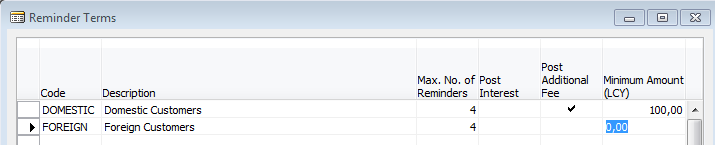 Reminder Terms
Post
Max. No. of Post Additional Minimum Amount
Code Description Reminders Interest Fee (LCY)
DOMESTIC Domestic Customers 4 100,00
FOREIGN Foreign Customers 4 0,00